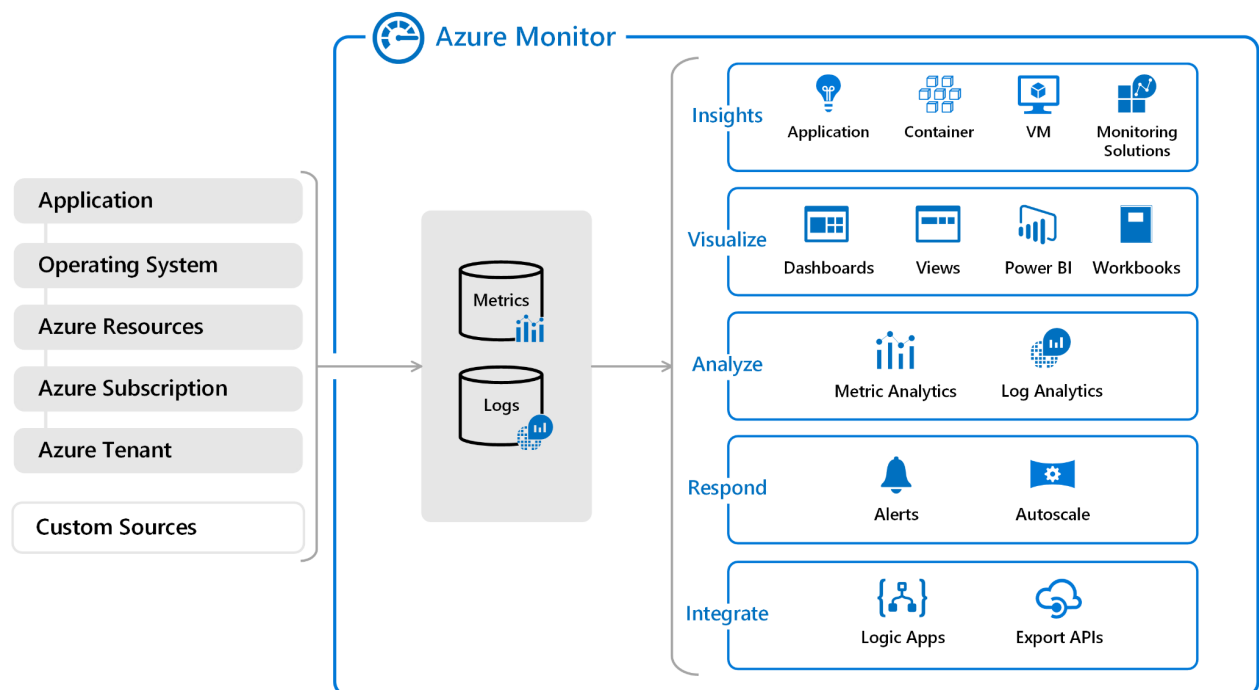 Azure Monitor
Application
Operating System
Azure Resources
Azure Subscription
Azure Tenant
Custom Sources
Metrics
Logs
Insights
Application
Container
VM
Monitoring
Solutions
Visualize
Dashboards
Views
Power BI
Workbooks
Analyze
Metric Analytics
Log Analytics
Respond
Alerts
Autoscale
Integrate
Logic Apps
Export APIs